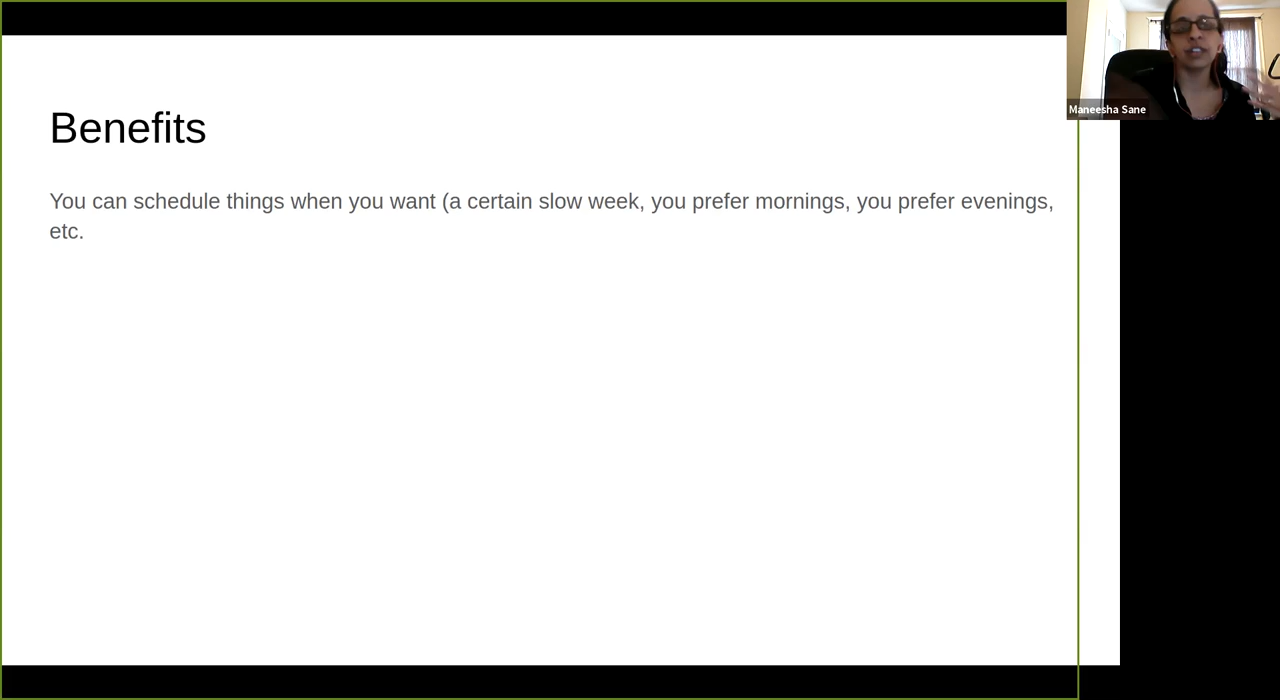 Benefits
You can schedule things when you want (a certain slow week, you prefer mornings, you prefer evenings,
etc.
Maneesha Sane